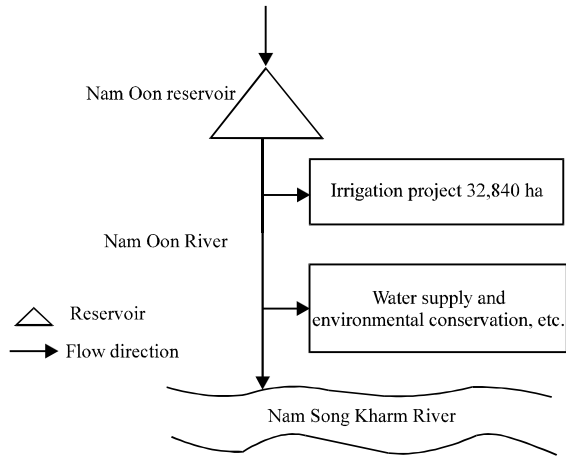 Nam Oon reservoir
Irrigation project 32,840 ha
Nam Oon River
Water supply and
environmental conservation, etc.
Reservoir
Flow direction
Nam Song Kharm River